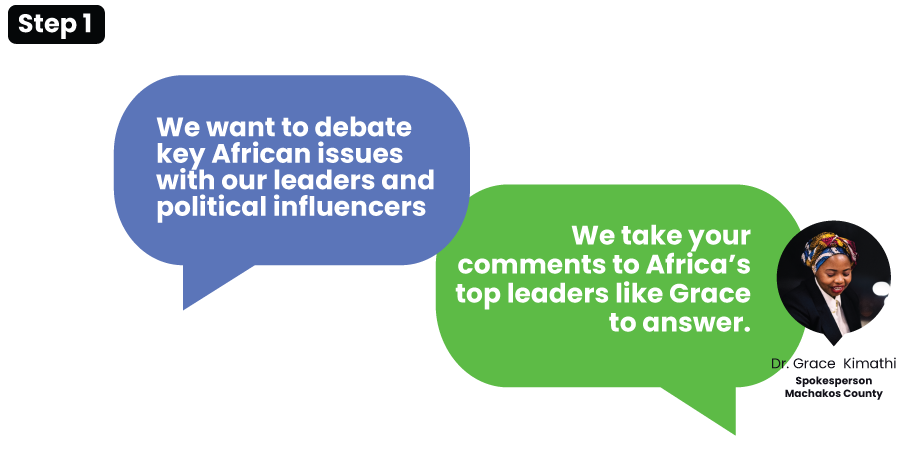 Step 1
We want to debate
key African issues
with our leaders and
political influencers
We take your
comments to Africa’s
top leaders like Grace
to answer.
Dr. Grace Kimathi
Spokesperson
Machakos County